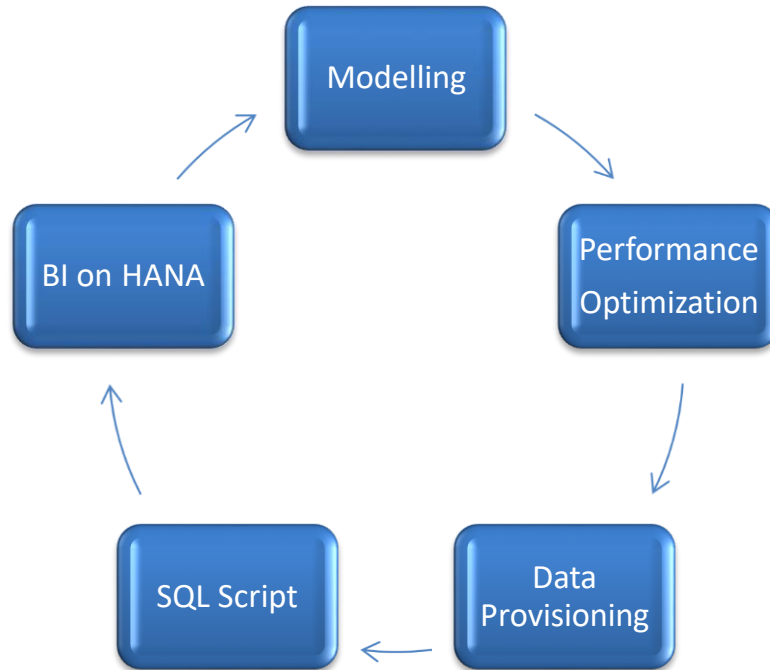 Modelling
Performance
Optimization
Data
Provisioning
SQL Script
BI on HANA